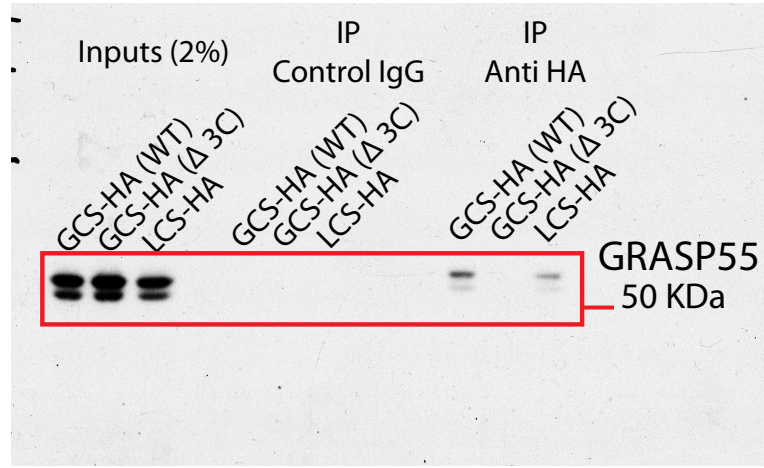 Inputs (2%)
IP
Control IgG
IP
Anti HA
GCS-HA (WT)
GCS-HA (Δ 3C)
LCS-HA
GCS-HA (WT)
GCS-HA (Δ 3C)
LCS-HA
GCS-HA (WT)
GCS-HA (Δ 3C)
LCS-HA
GRASP55
50 KDa